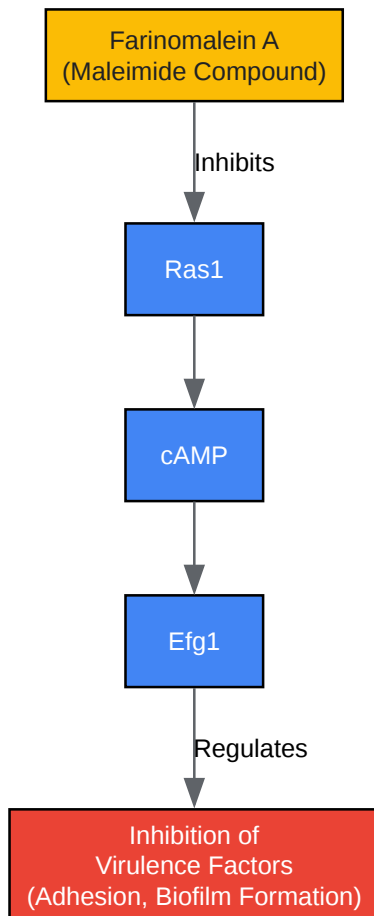 Farinomalein A
(Maleimide Compound)
Inhibits
Ras1
cAMP
Efg1
Regulates
Inhibition of
Virulence Factors
(Adhesion, Biofilm Formation)